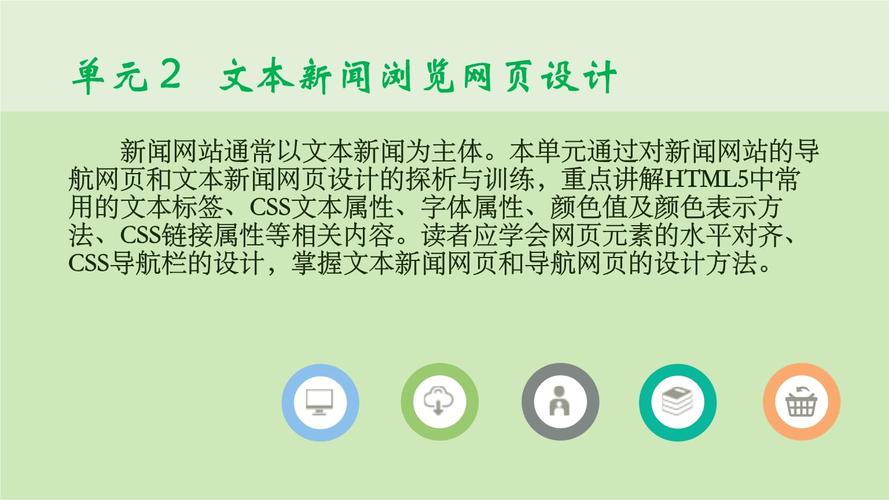 单元2 文本新闻浏览网页设计
新闻网站通常以文本新闻为主体。本单元通过对新闻网站的导
航网页和文本新闻网页设计的探析与训练，重点讲解HTML5中常
用的文本标签、CSS文本属性、字体属性、颜色值及颜色表示方
法、CSS链接属性等相关内容。读者应学会网页元素的水平对齐、
CSS导航栏的设计，掌握文本新闻网页和导航网页的设计方法。